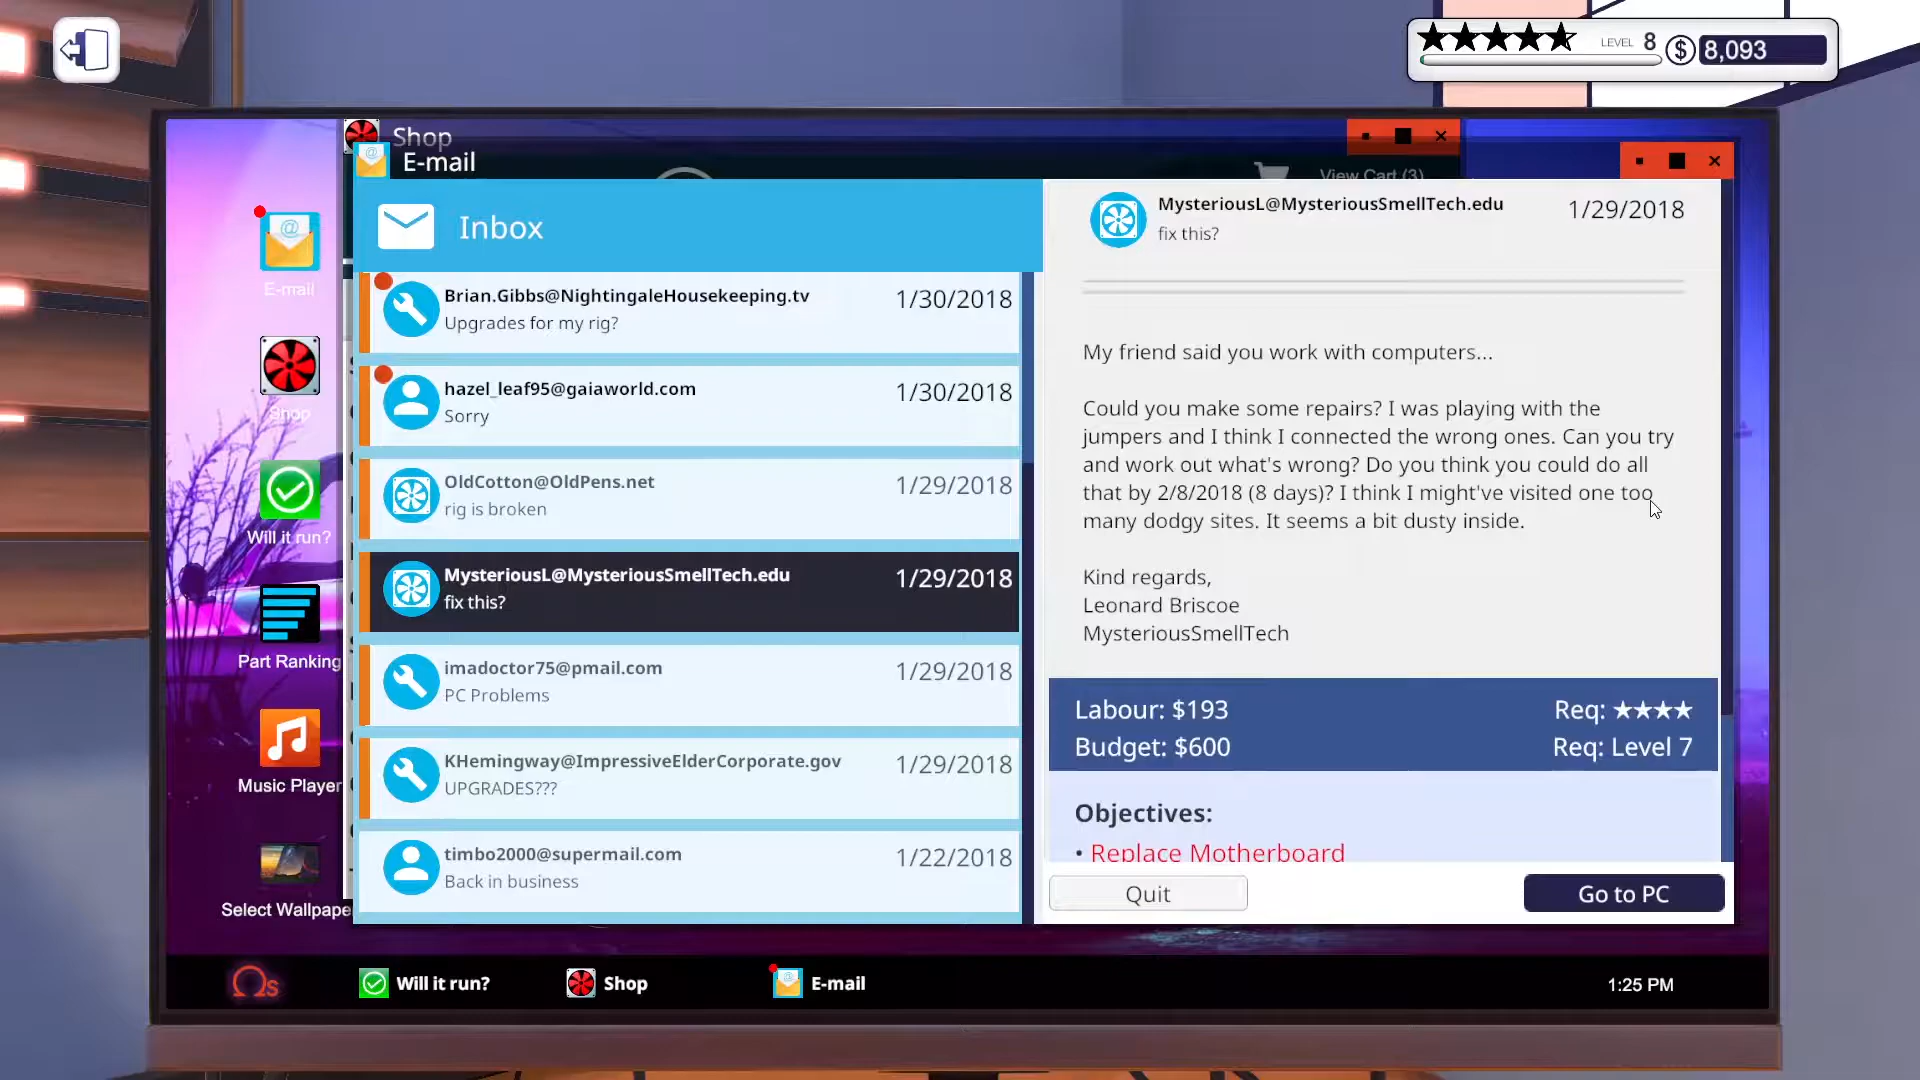 LEVEL 8 $ 8,093
Shop
E-mail
View Cart (3)
Inbox
Brian.Gibbs@NightingaleHousekeeping.tv 1/30/2018
Upgrades for my rig?
hazel_leaf95@gaiaworld.com 1/30/2018
Sorry
OldCotton@OldPens.net 1/29/2018
rig is broken
MysteriousL@MysteriousSmellTech.edu 1/29/2018
fix this?
imadoctor75@pmail.com 1/29/2018
PC Problems
KHemingway@ImpressiveElderCorporate.gov 1/29/2018
UPGRADES???
timbo2000@supermail.com 1/22/2018
Back in business
MysteriousL@MysteriousSmellTech.edu 1/29/2018
fix this?
My friend said you work with computers...
Could you make some repairs? I was playing with the
jumpers and I think I connected the wrong ones. Can you try
and work out what's wrong? Do you think you could do all
that by 2/8/2018 (8 days)? I think I might've visited one too
many dodgy sites. It seems a bit dusty inside.
Kind regards,
Leonard Briscoe
MysteriousSmellTech
Labour: $193 Req: ★★★★
Budget: $600 Req: Level 7
Objectives:
• Replace Motherboard
Quit Go to PC
E-mail
Shop
Will it run?
Part Ranking
Music Player
Select Wallpape
Ωs Will it run? Shop E-mail 1:25 PM